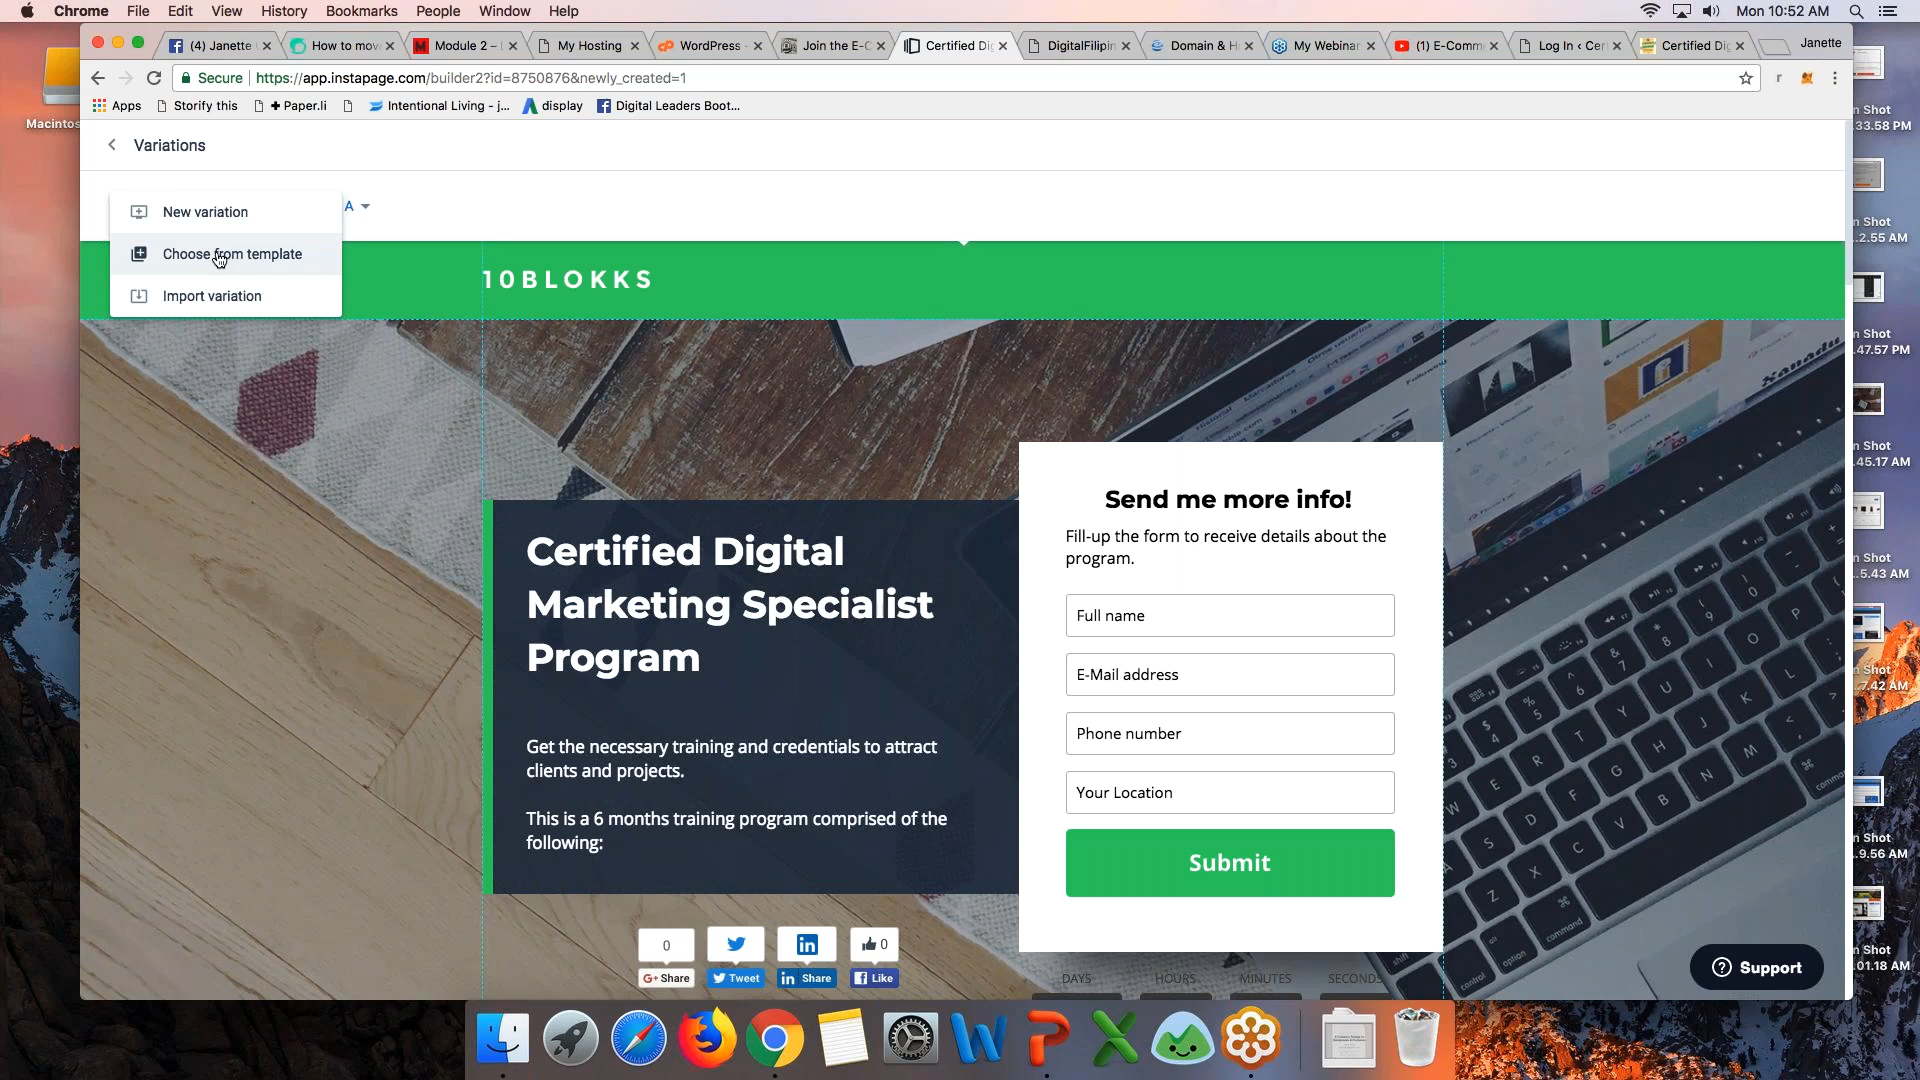 Chrome File Edit View History Bookmarks People Window Help
Mon 10:52 AM
(4) Janette
How to mov
Module 2 –
My Hosting
WordPress
Join the E-C
Certified Di
DigitalFilipin
Domain & H
My Webinar
(1) E-Comm
Log In ‹ Cer
Certified Di
Janette
Secure
https://app.instapage.com/builder2?id=8750876&newly_created=1
Apps
Storify this
+ Paper.li
Intentional Living - j...
display
Digital Leaders Boot...
Macintos
Variations
New variation
A
Choose from template
Import variation
10BLOKKS
Certified Digital
Marketing Specialist
Program
Get the necessary training and credentials to attract
clients and projects.
This is a 6 months training program comprised of the
following:
Send me more info!
Fill-up the form to receive details about the
program.
Full name
E-Mail address
Phone number
Your Location
Submit
0
G+ Share
Tweet
in Share
0
Like
DAYS HOURS MINUTES SECONDS
Support
n Shot
.33.58 PM
n Shot
..2.55 AM
n Shot
.47.57 PM
n Shot
.45.17 AM
n Shot
..5.43 AM
n Shot
..7.42 AM
n Shot
..9.56 AM
n Shot
.01.18 AM